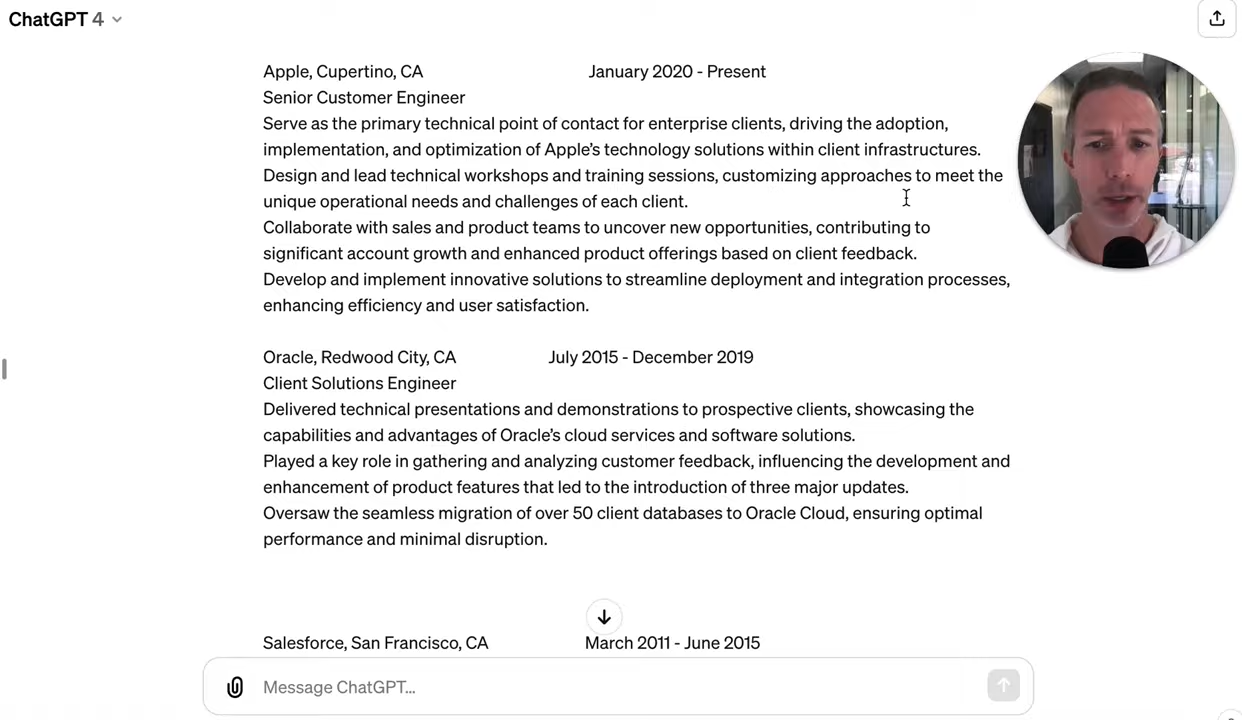 ChatGPT 4
Apple, Cupertino, CA January 2020 - Present
Senior Customer Engineer
Serve as the primary technical point of contact for enterprise clients, driving the adoption,
implementation, and optimization of Apple’s technology solutions within client infrastructures.
Design and lead technical workshops and training sessions, customizing approaches to meet the
unique operational needs and challenges of each client.
Collaborate with sales and product teams to uncover new opportunities, contributing to
significant account growth and enhanced product offerings based on client feedback.
Develop and implement innovative solutions to streamline deployment and integration processes,
enhancing efficiency and user satisfaction.
Oracle, Redwood City, CA July 2015 - December 2019
Client Solutions Engineer
Delivered technical presentations and demonstrations to prospective clients, showcasing the
capabilities and advantages of Oracle’s cloud services and software solutions.
Played a key role in gathering and analyzing customer feedback, influencing the development and
enhancement of product features that led to the introduction of three major updates.
Oversaw the seamless migration of over 50 client databases to Oracle Cloud, ensuring optimal
performance and minimal disruption.
Salesforce, San Francisco, CA March 2011 - June 2015
Message ChatGPT...